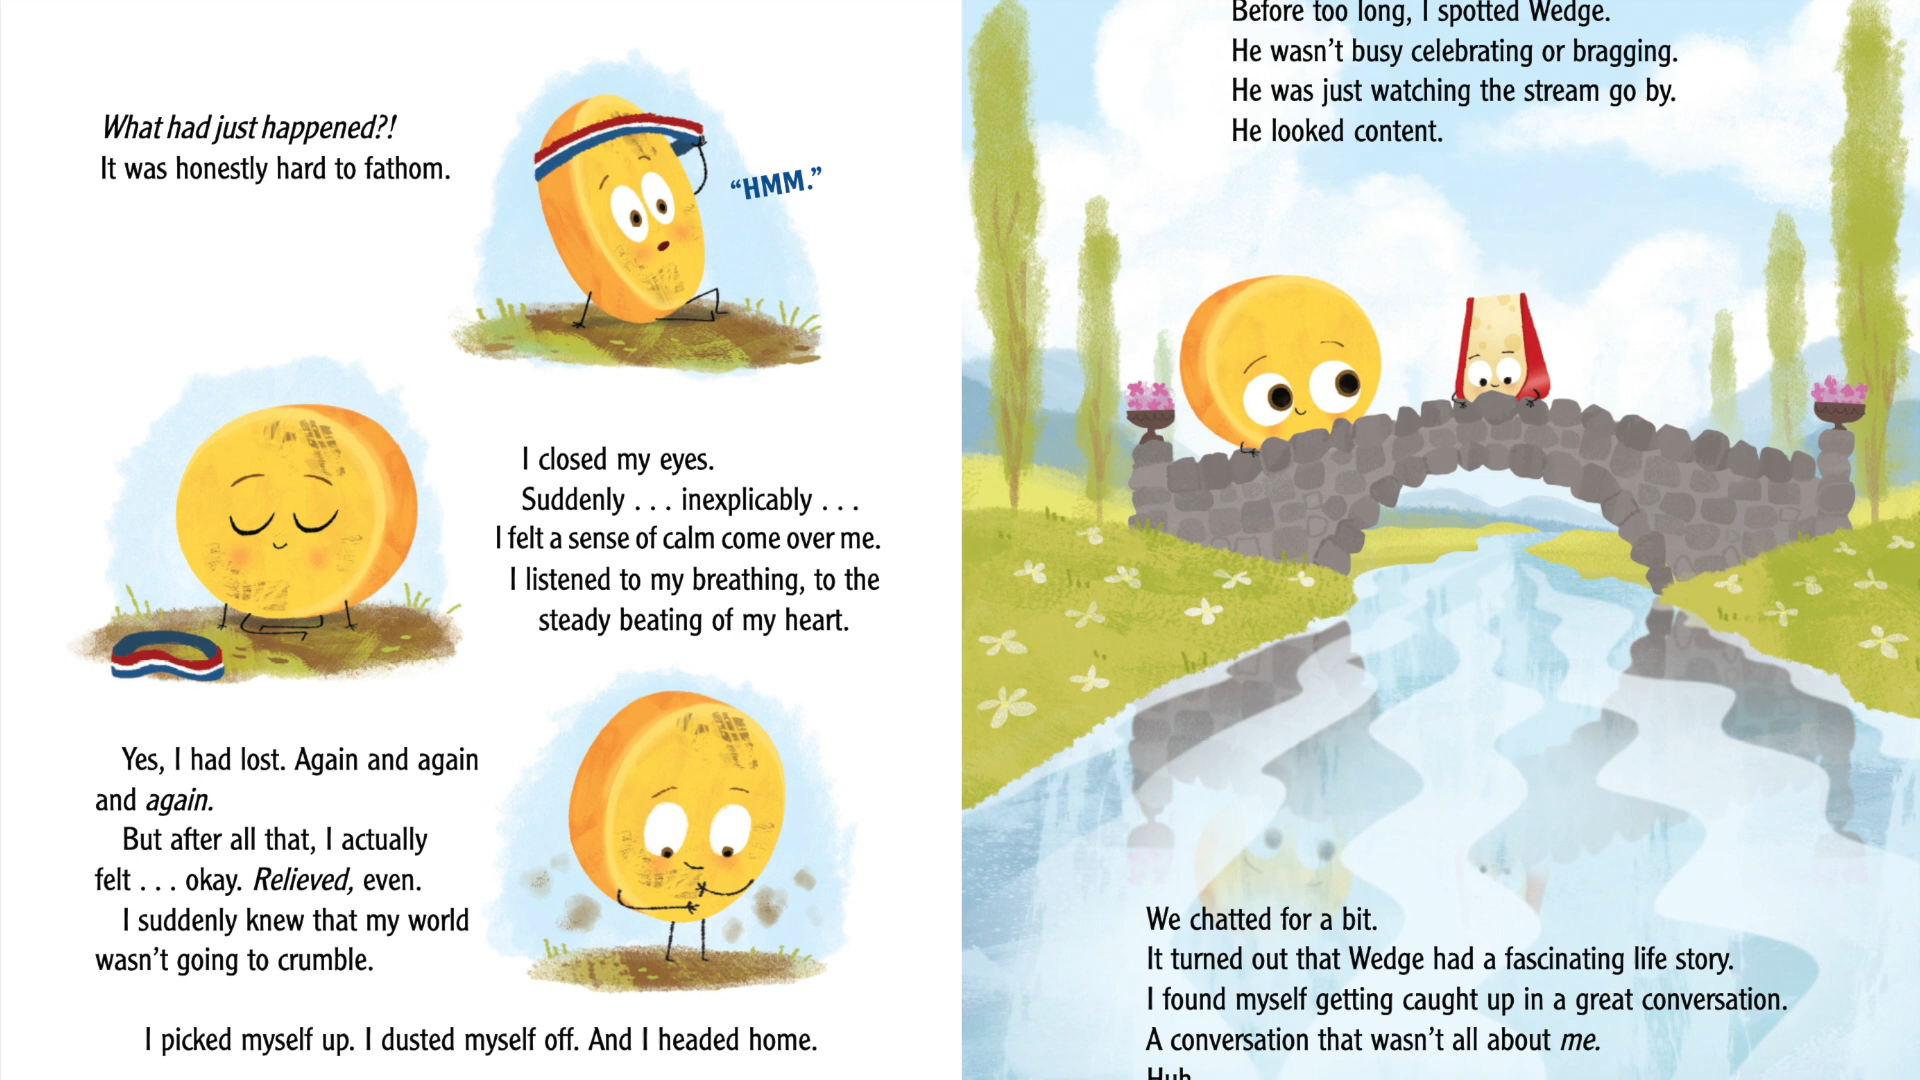 What had just happened?!
It was honestly hard to fathom.
“HMM.”
I closed my eyes.
Suddenly . . . inexplicably . . .
I felt a sense of calm come over me.
I listened to my breathing, to the
steady beating of my heart.
Yes, I had lost. Again and again
and again.
But after all that, I actually
felt . . . okay. Relieved, even.
I suddenly knew that my world
wasn’t going to crumble.
I picked myself up. I dusted myself off. And I headed home.
Before too long, I spotted Wedge.
He wasn’t busy celebrating or bragging.
He was just watching the stream go by.
He looked content.
We chatted for a bit.
It turned out that Wedge had a fascinating life story.
I found myself getting caught up in a great conversation.
A conversation that wasn’t all about me.
Huh